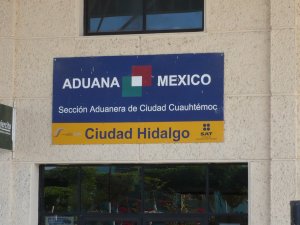 ADUANA MEXICO
Sección Aduanera de Ciudad Cuauhtémoc
Ciudad Hidalgo
SAT